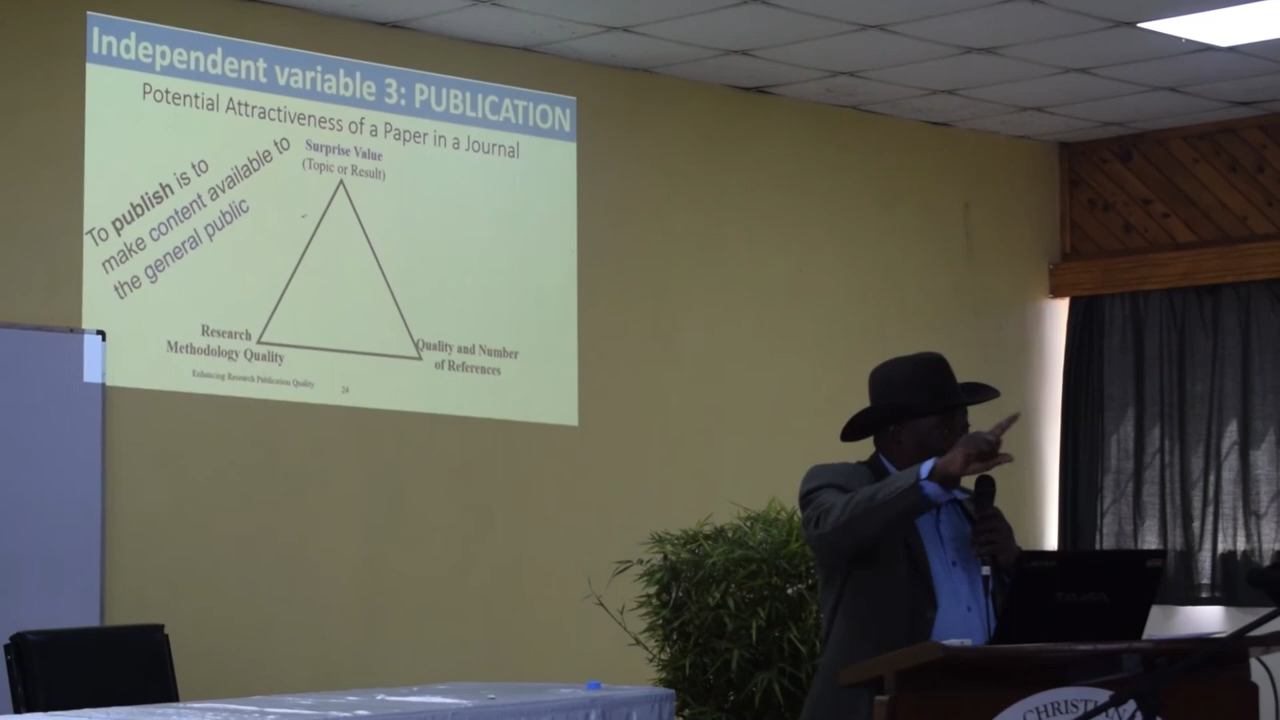 Independent variable 3: PUBLICATION
Potential Attractiveness of a Paper in a Journal
To publish is to
make content available to
the general public
Surprise Value
(Topic or Result)
Research
Methodology Quality
Quality and Number
of References
Enhancing Research Publication Quality